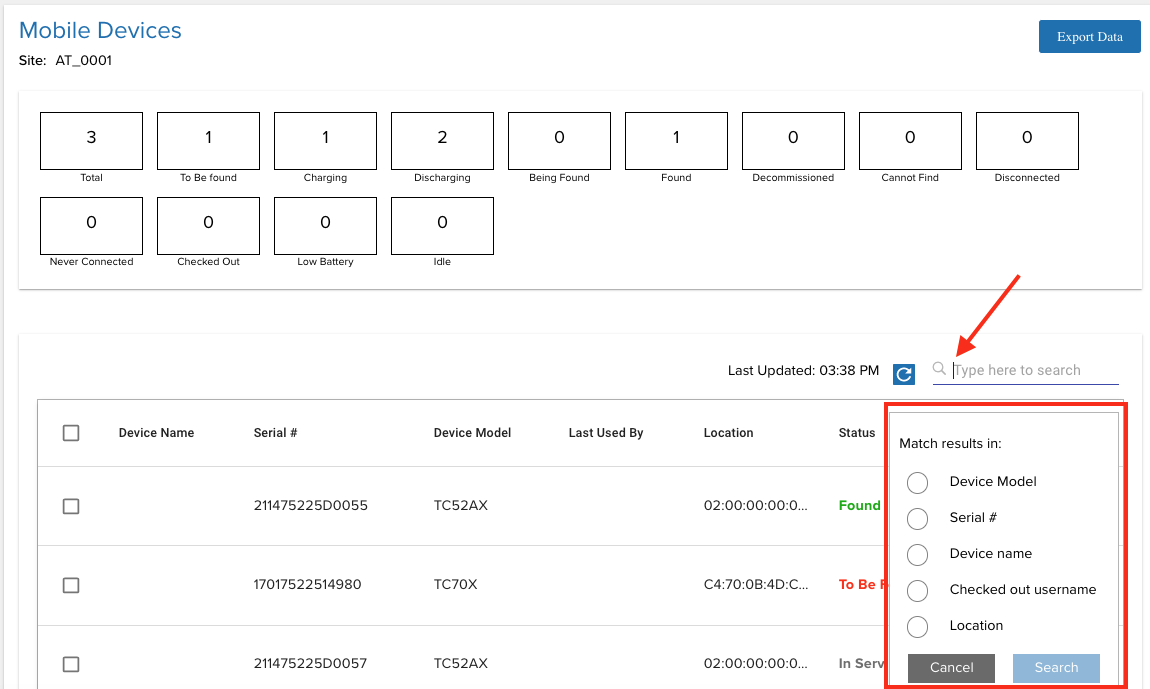 Mobile Devices
Export Data
Site: AT_0001
3 1 1 2 0 1 0 0 0
Total To Be found Charging Discharging Being Found Found Decommissioned Cannot Find Disconnected
0 0 0 0
Never Connected Checked Out Low Battery Idle
Last Updated: 03:38 PM Type here to search
Device Name Serial # Device Model Last Used By Location Status
211475225D0055 TC52AX 02:00:00:00:0... Found
17017522514980 TC70X C4:70:0B:4D:C... To Be F
211475225D0057 TC52AX 02:00:00:00:0... In Serv
Match results in:
Device Model
Serial #
Device name
Checked out username
Location
Cancel Search